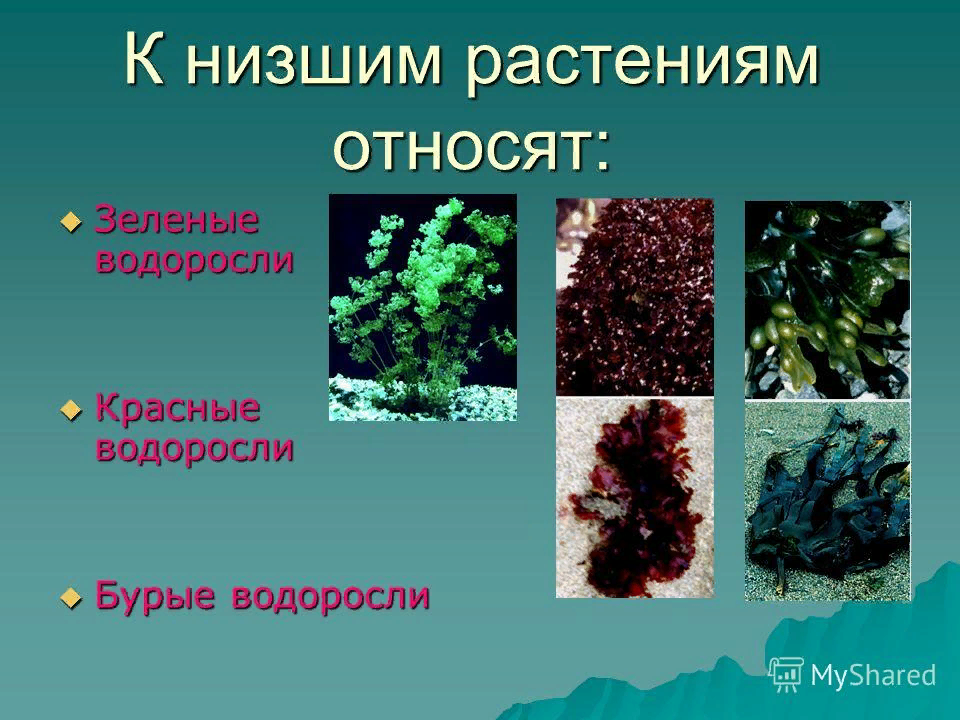 К низшим растениям
относят:
Зеленые
водоросли
Красные
водоросли
Бурые водоросли
MyShared